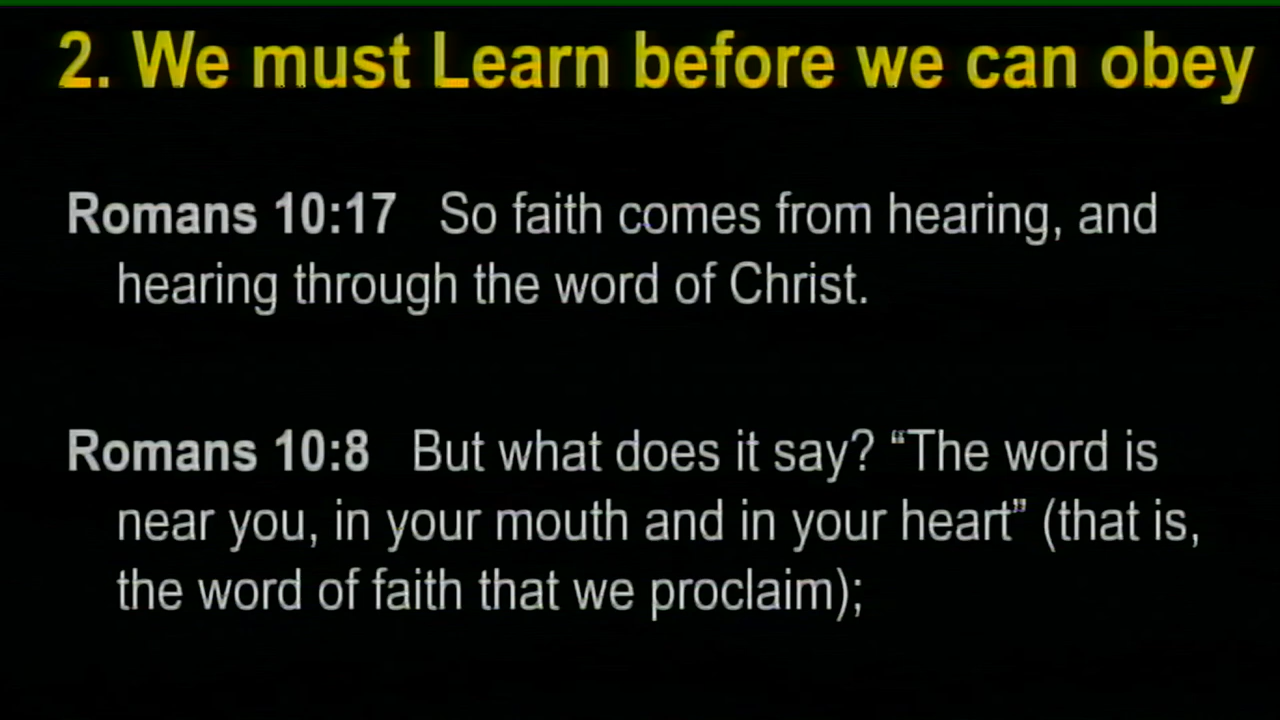 2. We must Learn before we can obey
Romans 10:17 So faith comes from hearing, and
hearing through the word of Christ.
Romans 10:8 But what does it say? “The word is
near you, in your mouth and in your heart” (that is,
the word of faith that we proclaim);